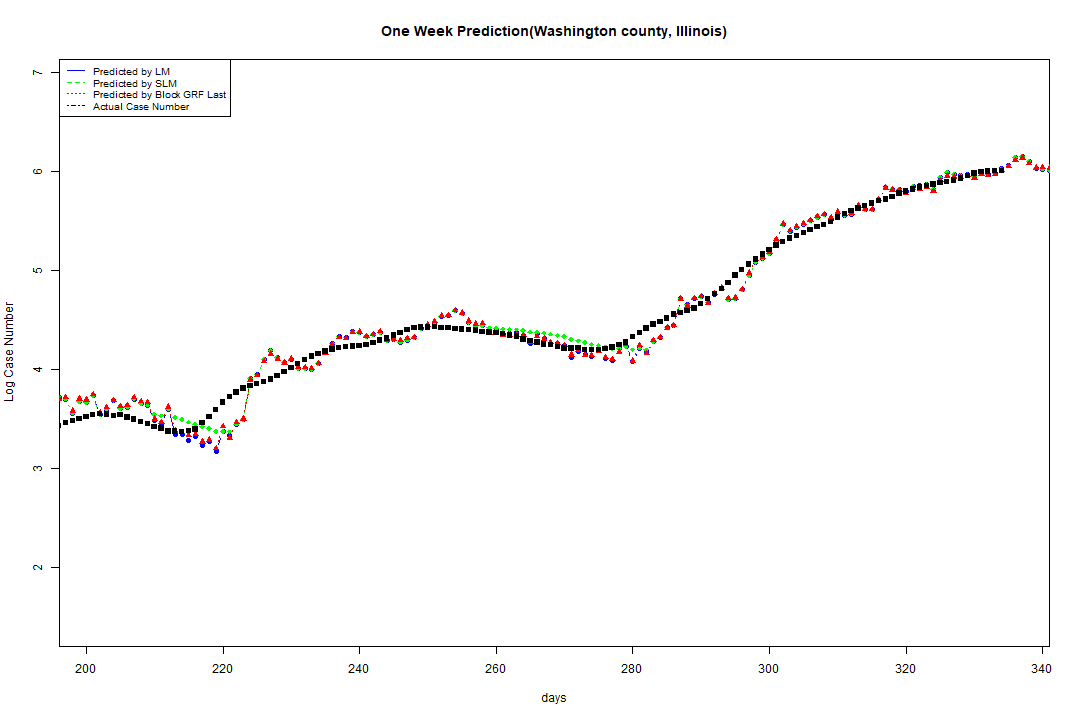 One Week Prediction(Washington county, Illinois)
Predicted by LM
Predicted by SLM
Predicted by Block GRF Last
Actual Case Number
7
6
5
4
3
2
Log Case Number
200 220 240 260 280 300 320 340
days